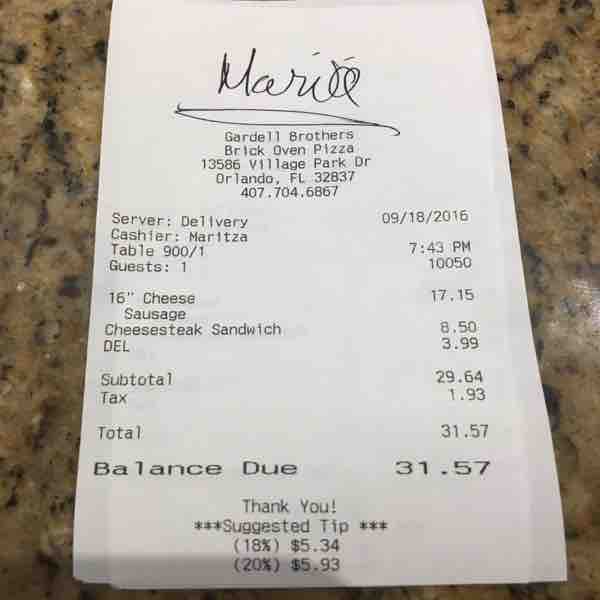 Gardell Brothers
Brick Oven Pizza
13586 Village Park Dr
Orlando, FL 32837
407.704.6867
Server: Delivery 09/18/2016
Cashier: Maritza
Table 900/1 7:43 PM
Guests: 1 10050
16" Cheese 17.15
Sausage
Cheesesteak Sandwich 8.50
DEL 3.99
Subtotal 29.64
Tax 1.93
Total 31.57
Balance Due 31.57
Thank You!
***Suggested Tip ***
(18%) $5.34
(20%) $5.93